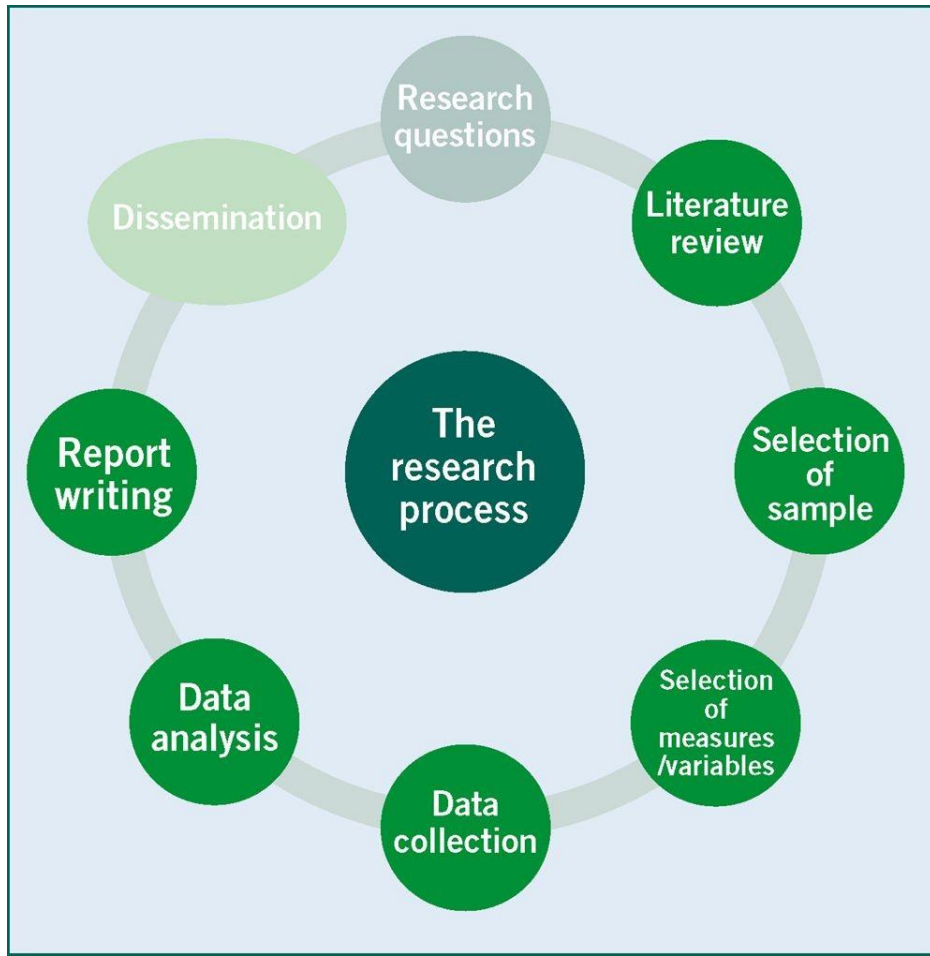 Research
questions
Literature
review
Selection
of
sample
Selection
of
measures
/variables
Data
collection
Data
analysis
Report
writing
Dissemination
The
research
process